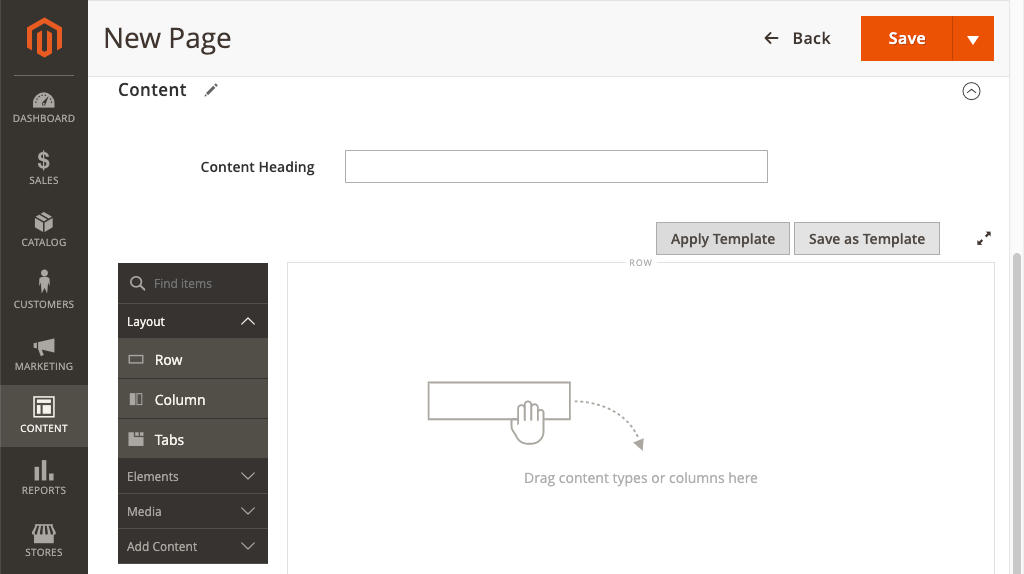 New Page
Back
Save
Content
Content Heading
Apply Template
Save as Template
ROW
Find items
Layout
Row
Column
Tabs
Elements
Media
Add Content
Drag content types or columns here
DASHBOARD
SALES
CATALOG
CUSTOMERS
MARKETING
CONTENT
REPORTS
STORES